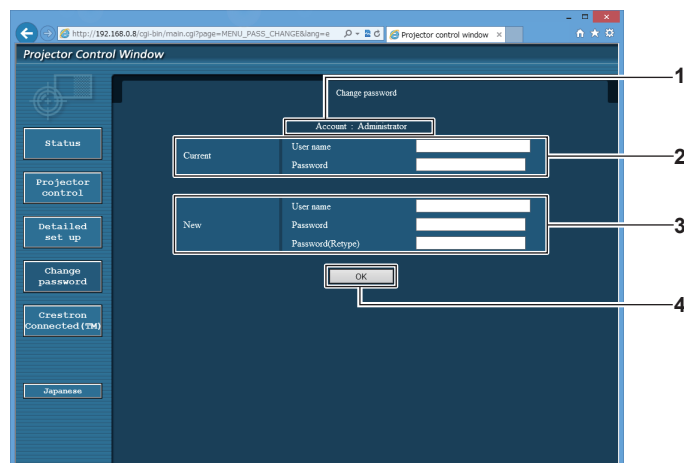 http://192.168.0.8/cgi-bin/main.cgi?page=MENU_PASS_CHANGE&lang=e
Projector control window
Projector Control Window
Change password
1
Account : Administrator
Status
Current
User name
Password
2
Projector
control
New
User name
Password
Password(Retype)
3
Detailed
set up
Change
password
OK
4
Crestron
Connected(TM)
Japanese